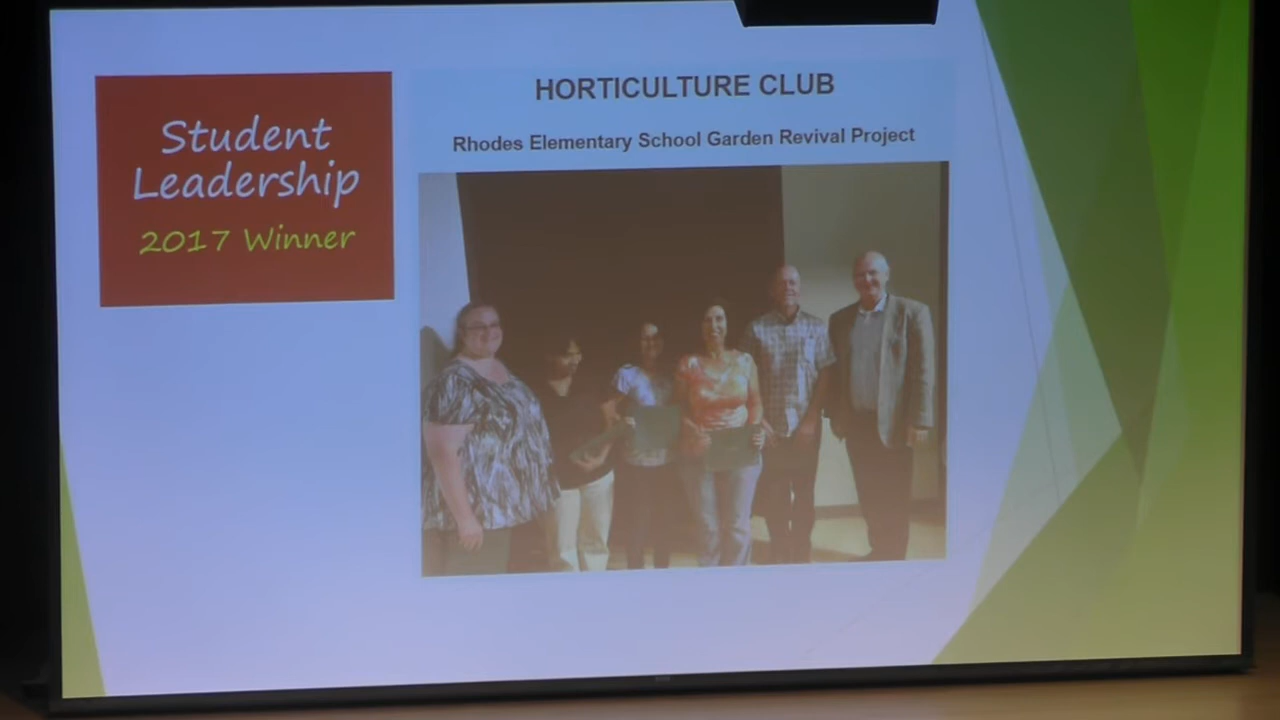 Student
Leadership
2017 Winner
HORTICULTURE CLUB
Rhodes Elementary School Garden Revival Project